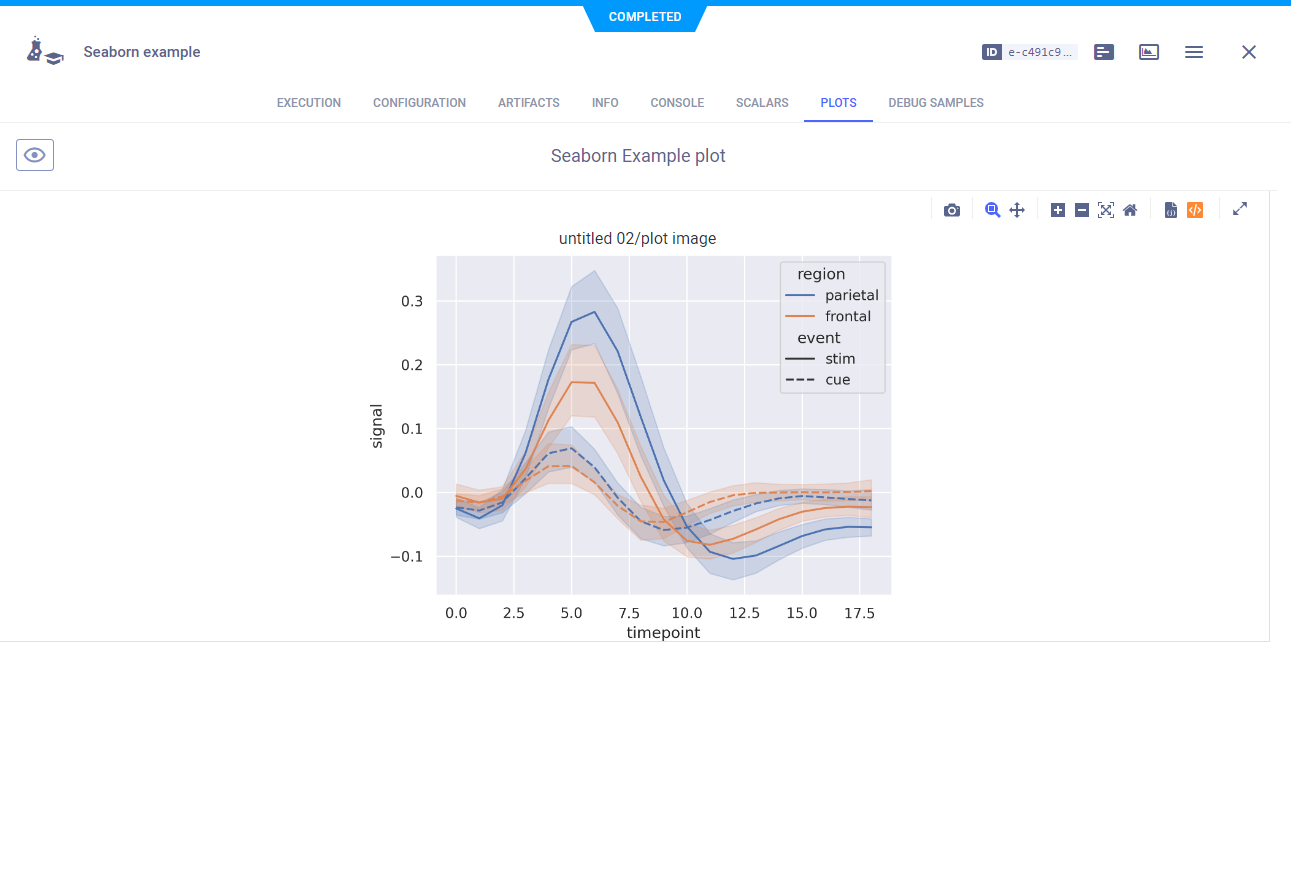 COMPLETED
Seaborn example
ID e-c491c9 ...
EXECUTION CONFIGURATION ARTIFACTS INFO CONSOLE SCALARS PLOTS DEBUG SAMPLES
Seaborn Example plot
untitled 02/plot image
region
parietal
frontal
event
stim
cue
signal
0.3
0.2
0.1
0.0
−0.1
0.0 2.5 5.0 7.5 10.0 12.5 15.0 17.5
timepoint